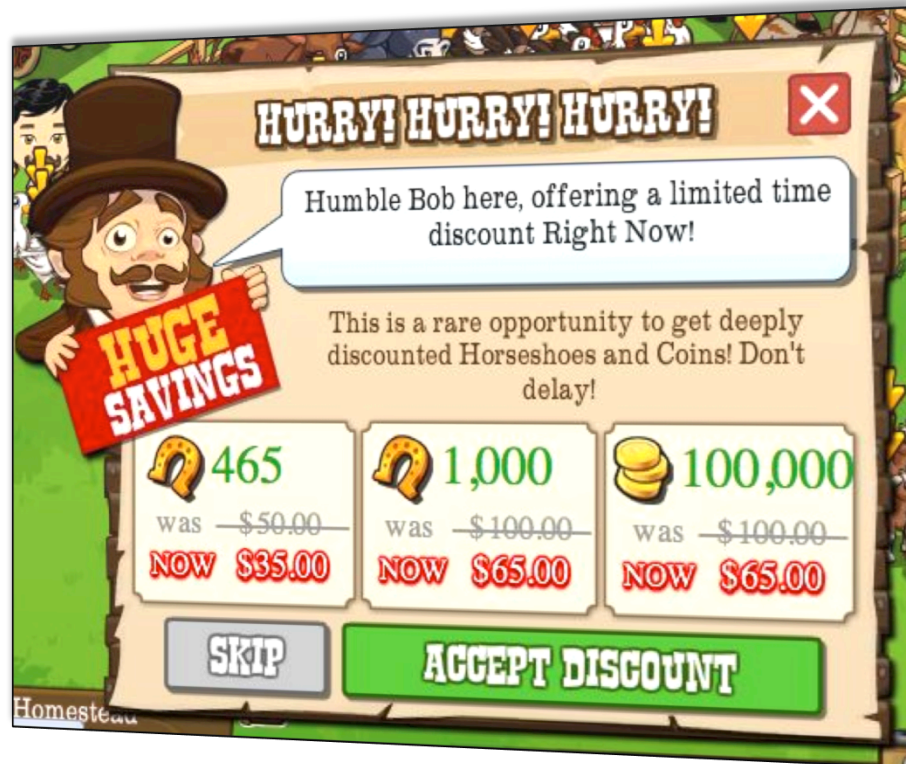 HURRY! HURRY! HURRY!
Humble Bob here, offering a limited time
discount Right Now!
HUGE
SAVINGS
This is a rare opportunity to get deeply
discounted Horseshoes and Coins! Don't
delay!
465
was $50.00
NOW $35.00
1,000
was $100.00
NOW $65.00
100,000
was $100.00
NOW $65.00
SKIP
ACCEPT DISCOUNT
Homestead